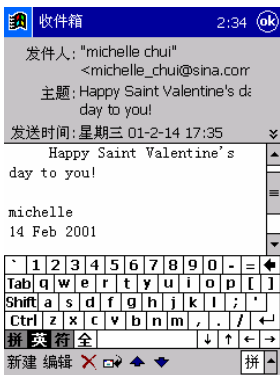 收件箱 2:34 ok
发件人: "michelle chui"
<michelle_chui@sina.com
主题: Happy Saint Valentine's da
day to you!
发送时间: 星期三 01-2-14 17:35
Happy Saint Valentine's
day to you!
michelle
14 Feb 2001
` 1 2 3 4 5 6 7 8 9 0 - =
Tab q w e r t y u i o p [ ]
Shift a s d f g h j k l ; '
Ctrl z x c v b n m , . /
拼 英 符 全
新建 编辑 拼